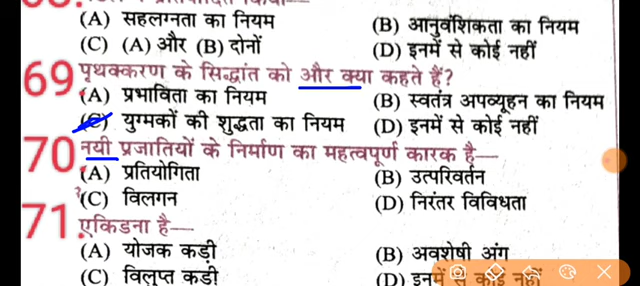 (A) सहलग्नता का नियम (B) आनुवंशिकता का नियम
(C) (A) और (B) दोनों (D) इनमें से कोई नहीं
69 पृथक्करण के सिद्धांत को और क्या कहते हैं?
(A) प्रभाविता का नियम (B) स्वतंत्र अपव्यूहन का नियम
(C) युग्मकों की शुद्धता का नियम (D) इनमें से कोई नहीं
70 नयी प्रजातियों के निर्माण का महत्वपूर्ण कारक है—
(A) प्रतियोगिता (B) उत्परिवर्तन
(C) विलगन (D) निरंतर विविधता
71. एकिडना है—
(A) योजक कड़ी (B) अवशेषी अंग
(C) विलुप्त कड़ी (D) इनमें से कोई नहीं